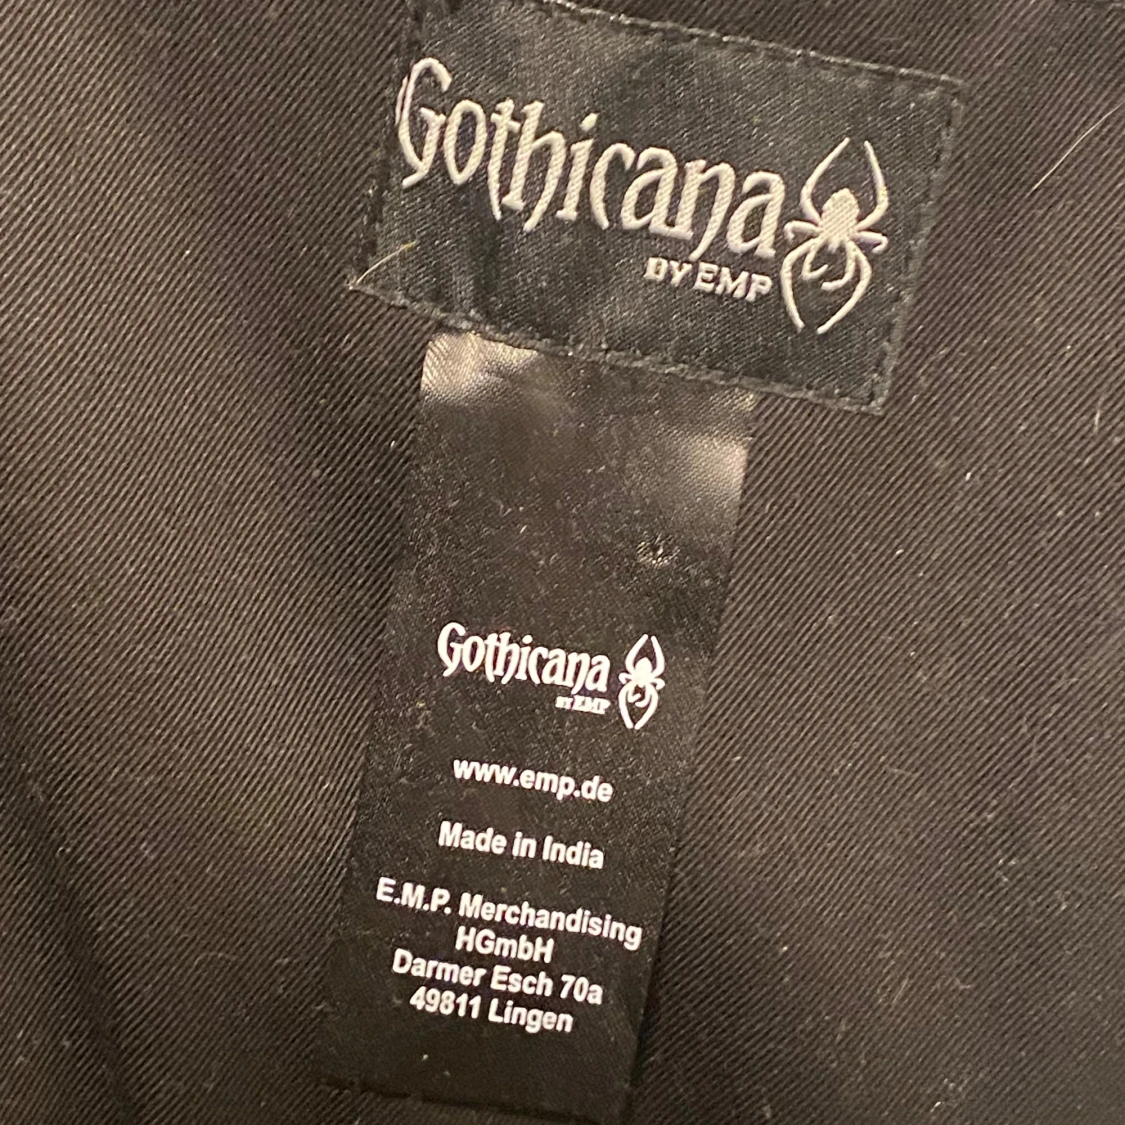 Gothicana
BY EMP
Gothicana
BY EMP
www.emp.de
Made in India
E.M.P. Merchandising
HGmbH
Darmer Esch 70a
49811 Lingen